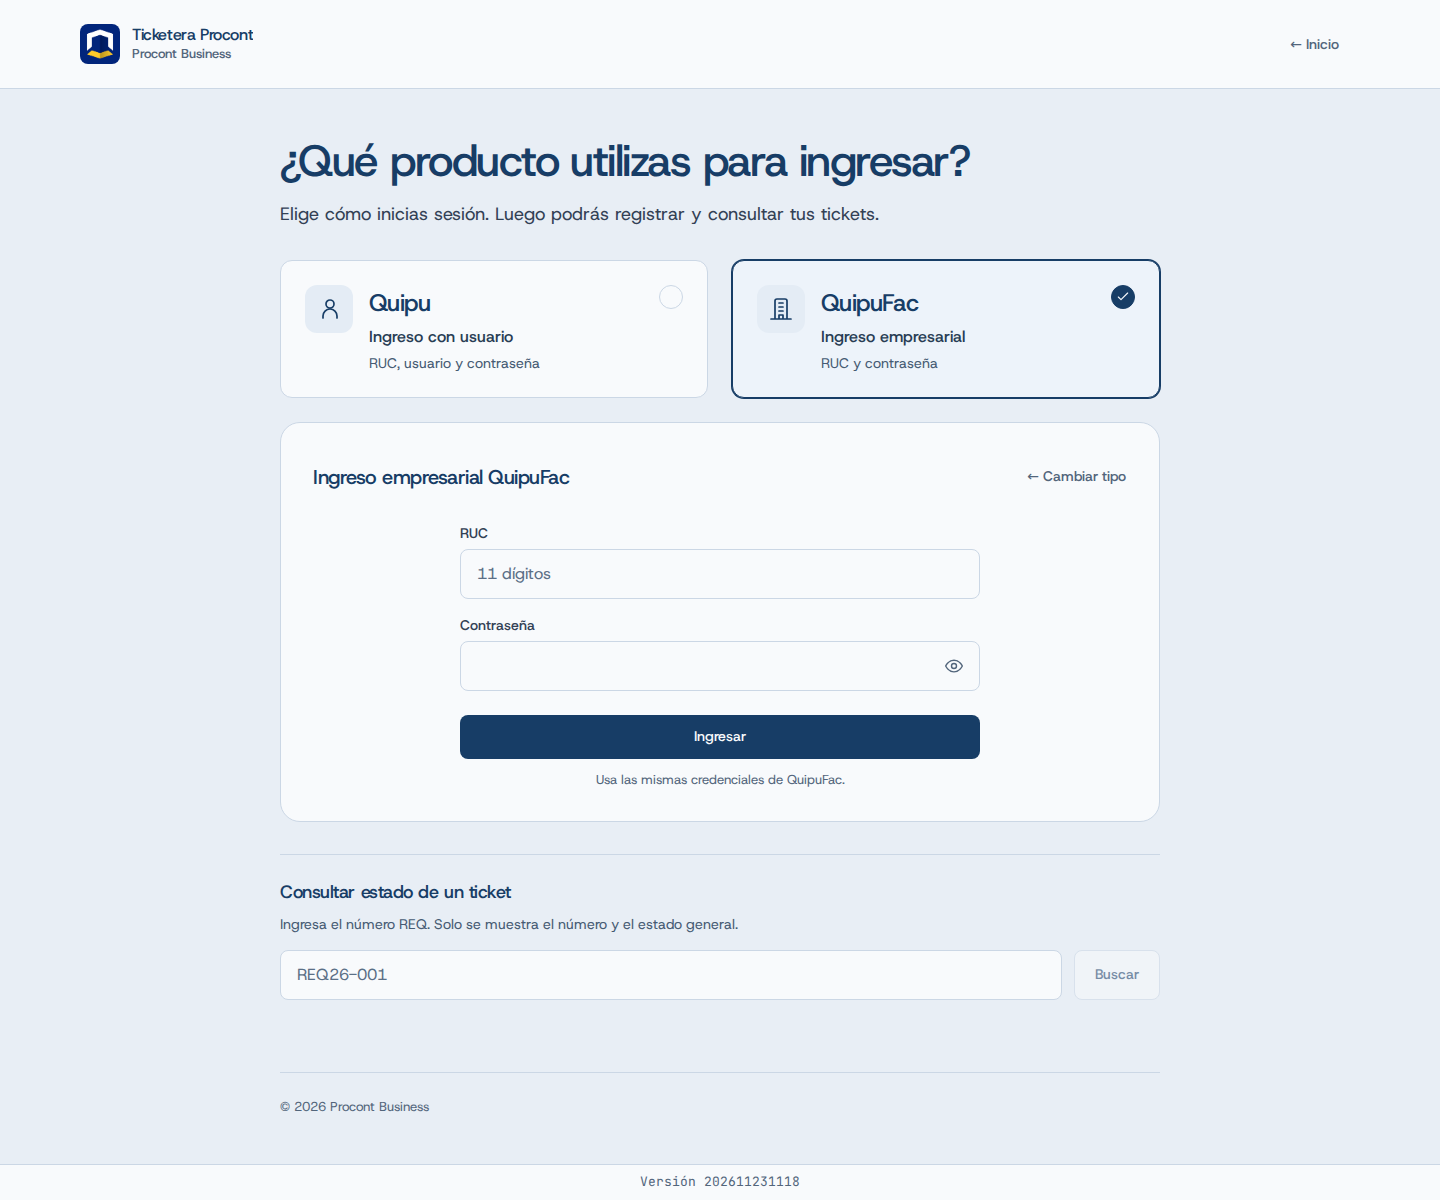 Ticketera Procont
Procont Business
← Inicio
¿Qué producto utilizas para ingresar?
Elige cómo inicias sesión. Luego podrás registrar y consultar tus tickets.
Quipu
Ingreso con usuario
RUC, usuario y contraseña
QuipuFac
Ingreso empresarial
RUC y contraseña
Ingreso empresarial QuipuFac
← Cambiar tipo
RUC
11 dígitos
Contraseña
Ingresar
Usa las mismas credenciales de QuipuFac.
Consultar estado de un ticket
Ingresa el número REQ. Solo se muestra el número y el estado general.
REQ26-001
Buscar
© 2026 Procont Business
Versión 202611231118